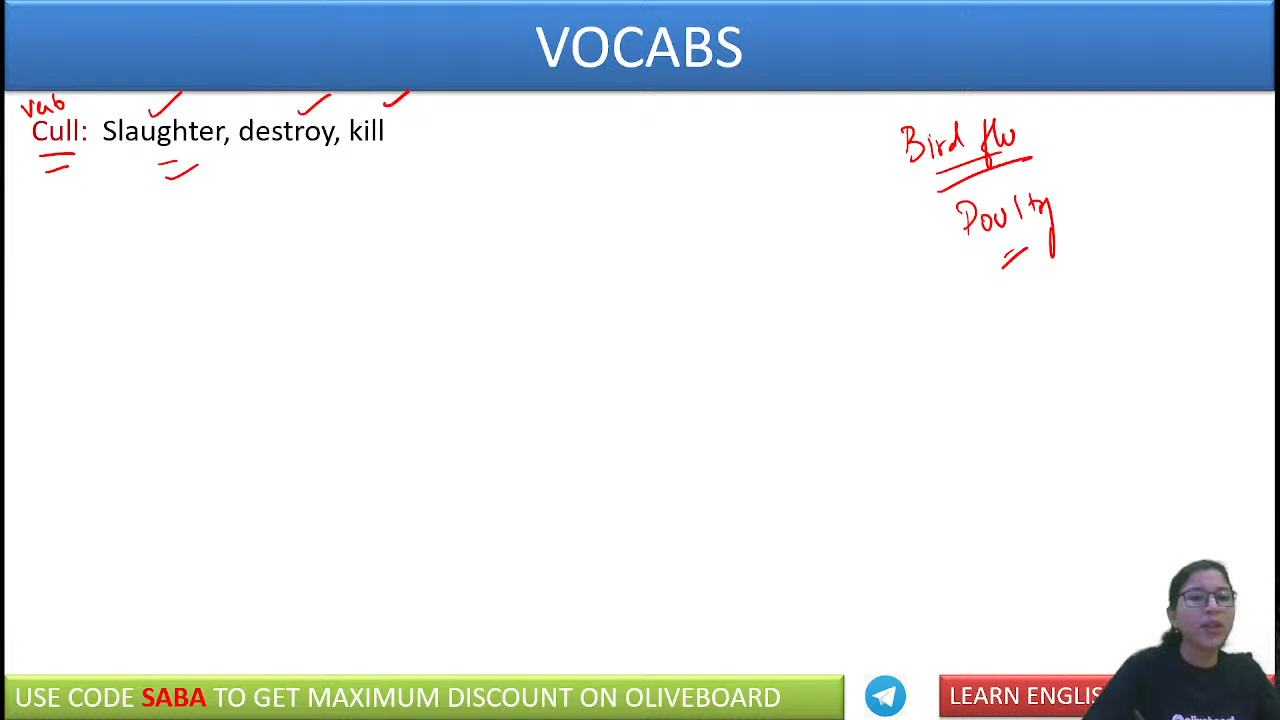 VOCABS
verb
Cull: Slaughter, destroy, kill
Bird flu
Poultry
USE CODE SABA TO GET MAXIMUM DISCOUNT ON OLIVEBOARD
LEARN ENGLIS
oliveboard